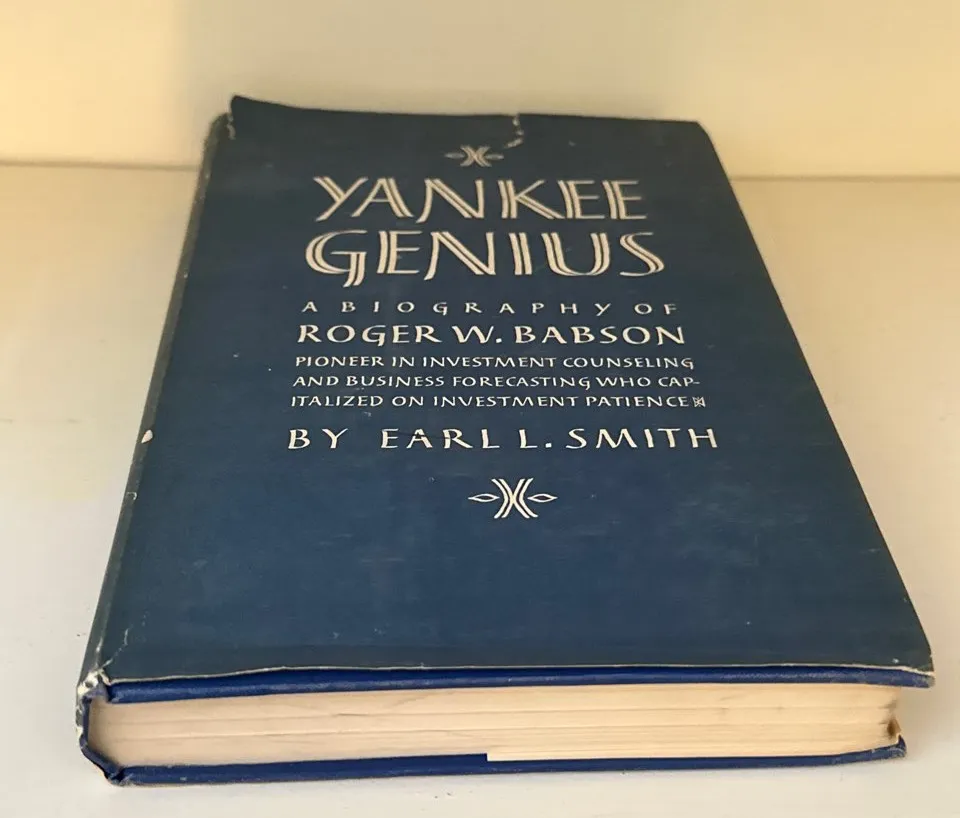 YANKEE
GENIUS
A BIOGRAPHY OF
ROGER W. BABSON
PIONEER IN INVESTMENT COUNSELING
AND BUSINESS FORECASTING WHO CAP-
ITALIZED ON INVESTMENT PATIENCE
BY EARL L. SMITH